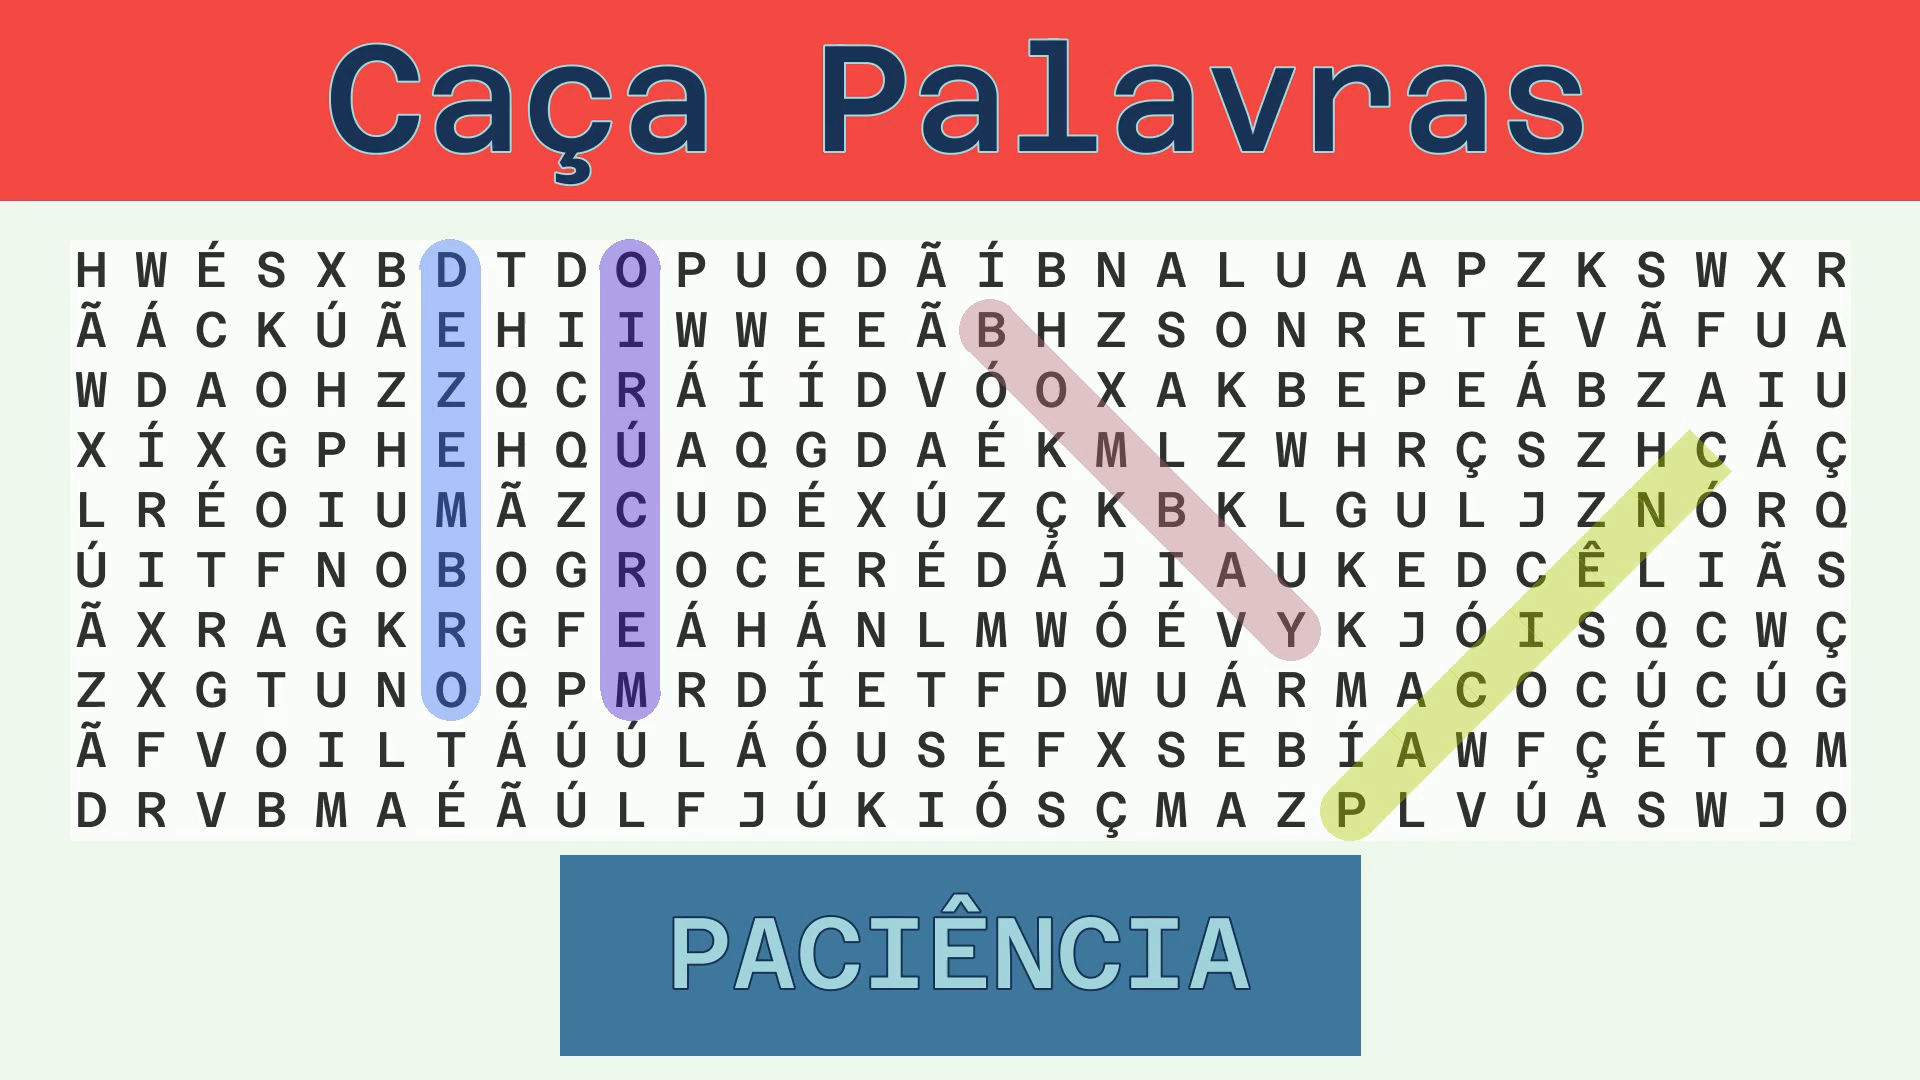 Caça Palavras
H W É S X B D T D O P U O D Ã Í B N A L U A A P Z K S W X R
Ã Á C K Ú Ã E H I I W W E E Ã B H Z S O N R E T E V Ã F U A
W D A O H Z Z Q C R Á Í Í D V Ó O X A K B E P E Á B Z A I U
X Í X G P H E H Q Ú A Q G D A É K M L Z W H R Ç S Z H C Á Ç
L R É O I U M Ã Z C U D É X Ú Z Ç K B K L G U L J Z N Ó R Q
Ú I T F N O B O G R O C E R É D Á J I A U K E D C Ê L I Ã S
Ã X R A G K R G F E Á H Á N L M W Ó É V Y K J Ó I S Q C W Ç
Z X G T U N O Q P M R D Í E T F D W U Á R M A C O C Ú C Ú G
Ã F V O I L T Á Ú Ú L Á Ó U S E F X S E B Í A W F Ç É T Q M
D R V B M A É Ã Ú L F J Ú K I Ó S Ç M A Z P L V Ú A S W J O
PACIÊNCIA